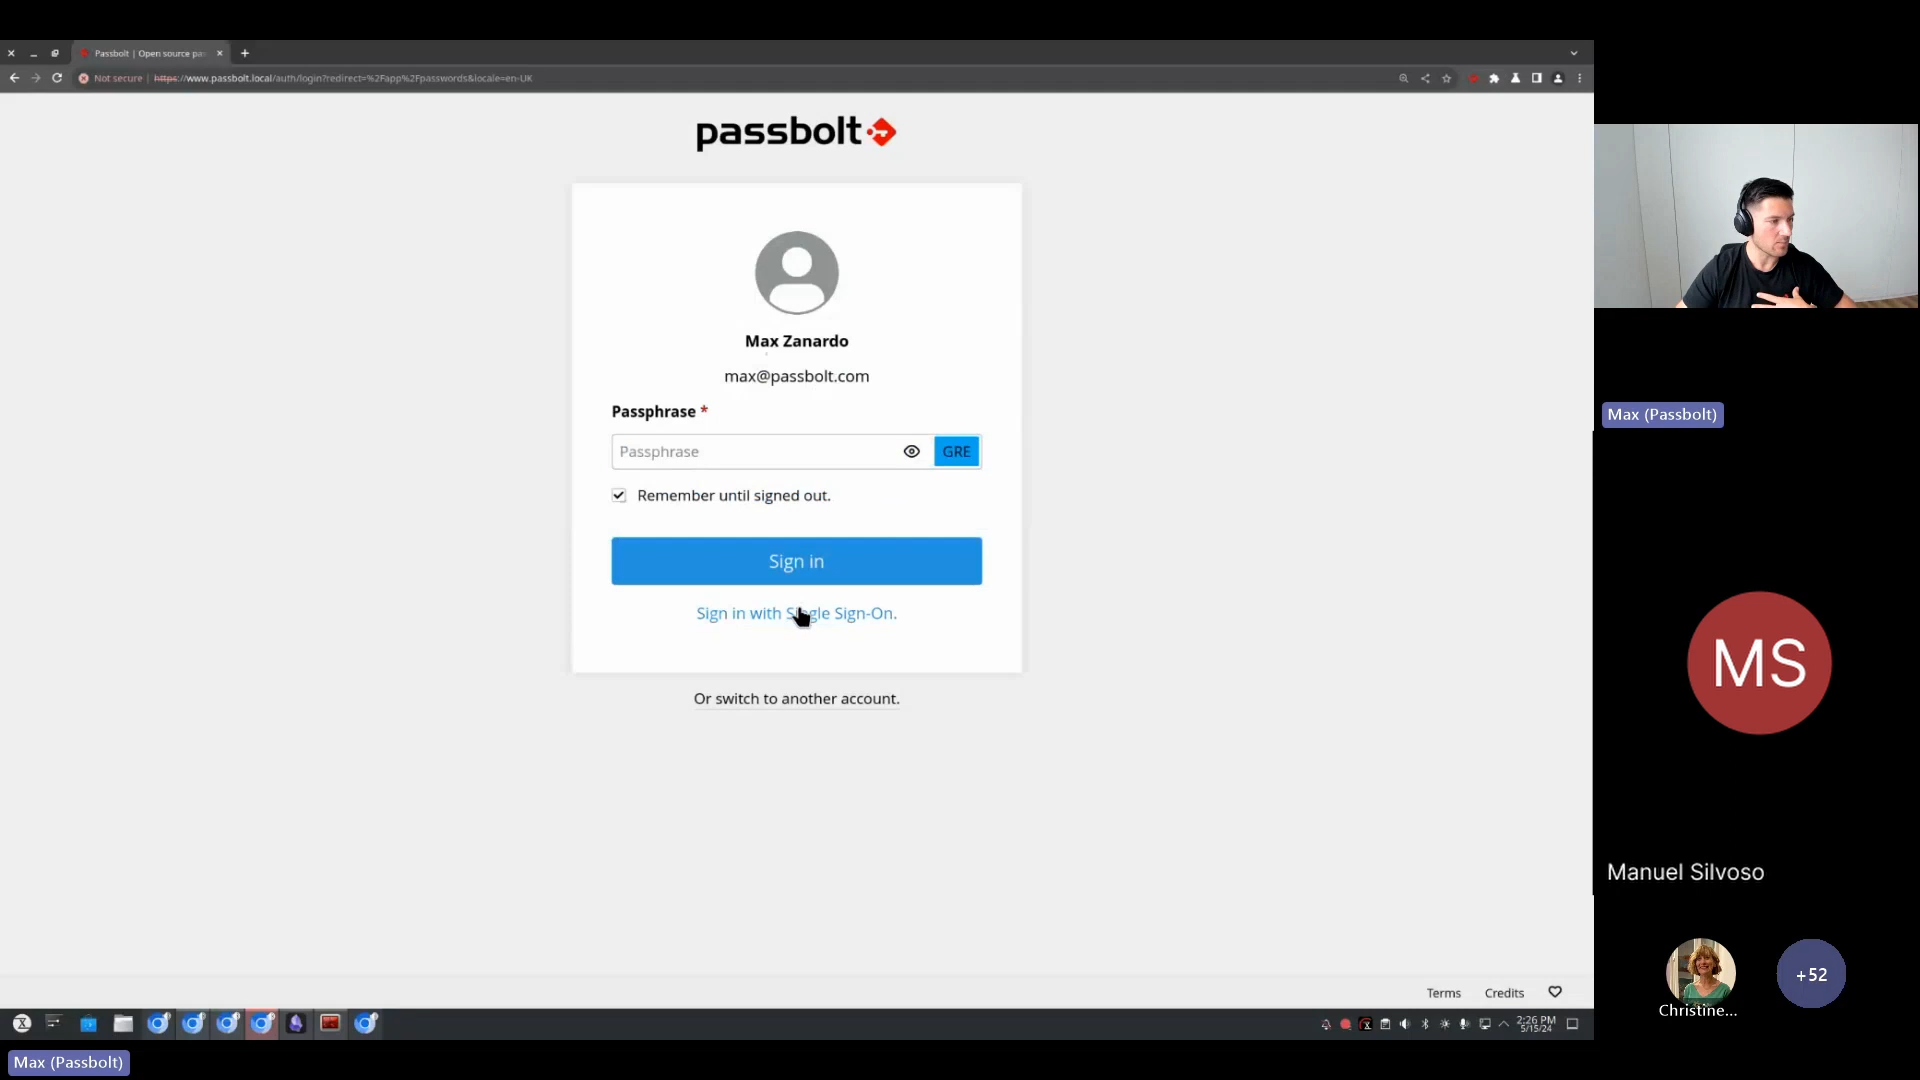 Passbolt | Open source pas
Not secure | https://www.passbolt.local/auth/login?redirect=%2Fapp%2Fpasswords&locale=en-UK
passbolt
Max Zanardo
max@passbolt.com
Passphrase *
Passphrase
GRE
Remember until signed out.
Sign in
Sign in with Single Sign-On.
Or switch to another account.
Terms
Credits
2:26 PM
5/15/24
Max (Passbolt)
Max (Passbolt)
MS
Manuel Silvoso
Christine...
+52